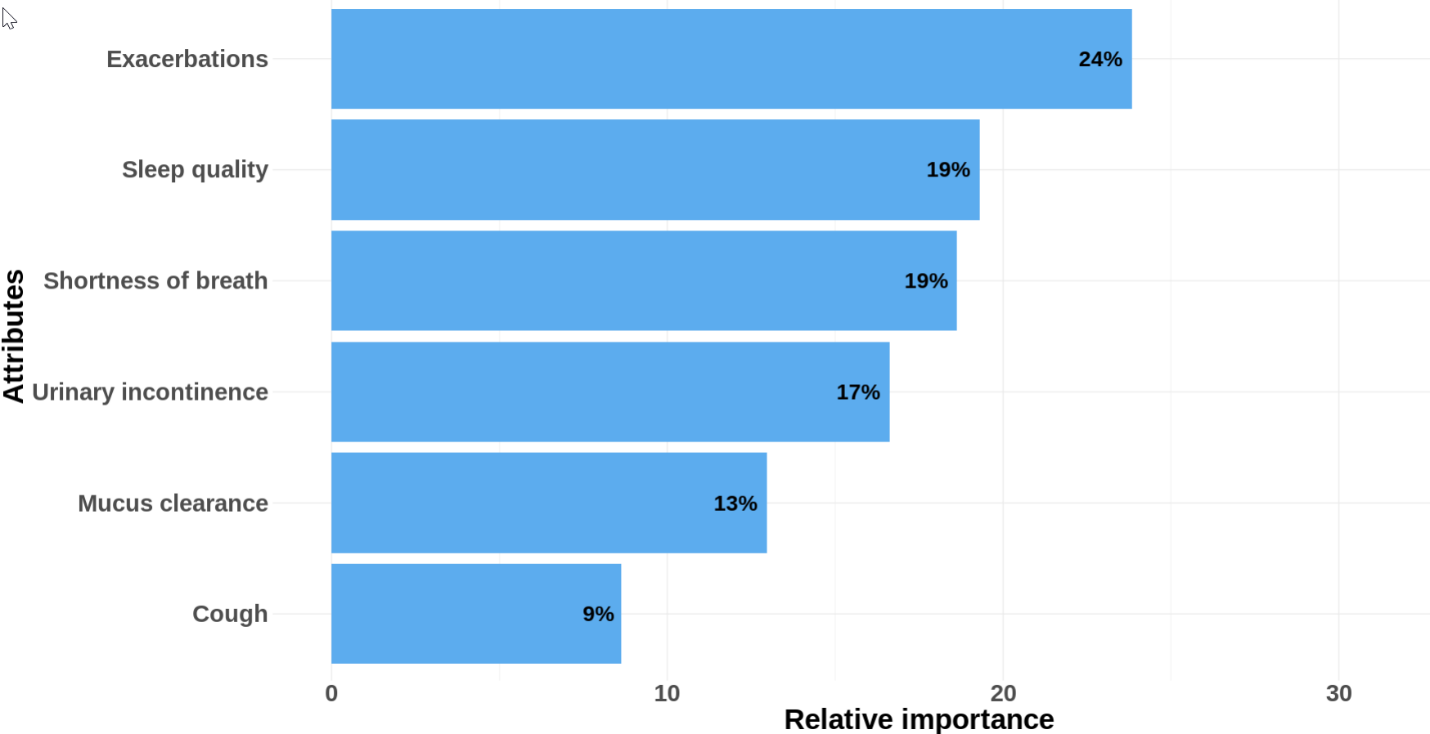 Exacerbations
24%
Sleep quality
19%
Shortness of breath
19%
Attributes
Urinary incontinence
17%
Mucus clearance
13%
Cough
9%
0 10 20 30
Relative importance